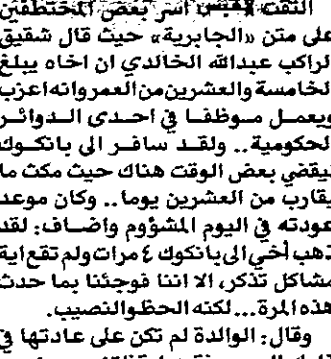 التقت القبس اسر بعض المختطفين
على متن «الجابرية» حيث قال شقيق
الراكب عبدالله الخالدي ان اخاه يبلغ
الخامسة والعشرين من العمر وانه اعزب
ويعمل موظفا في احدى الدوائر
الحكومية.. ولقد سافر الى بانكوك
ليقضي بعض الوقت هناك حيث مكث ما
يقارب من العشرين يوما.. وكان موعد
عودته في اليوم المشؤوم واضاف: لقد
ذهب أخي الى بانكوك ٤ مرات ولم تقع اية
مشاكل تذكر، الا اننا فوجئنا بما حدث
هذه المرة... لكنه الحظ والنصيب.
وقال: الوالدة لم تكن على عادتها في